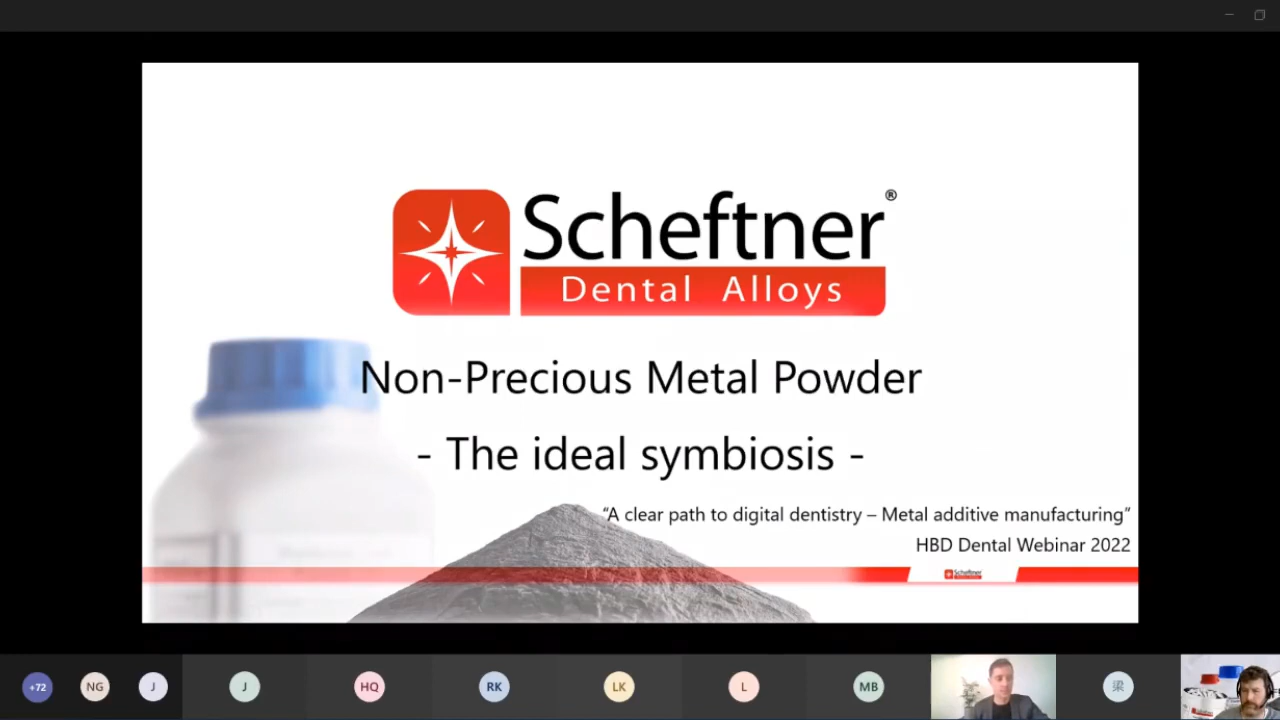 Scheftner®
Dental Alloys
Non-Precious Metal Powder
- The ideal symbiosis -
“A clear path to digital dentistry – Metal additive manufacturing”
HBD Dental Webinar 2022
Scheftner
+72
NG
J
J
HQ
RK
LK
L
MB
梁